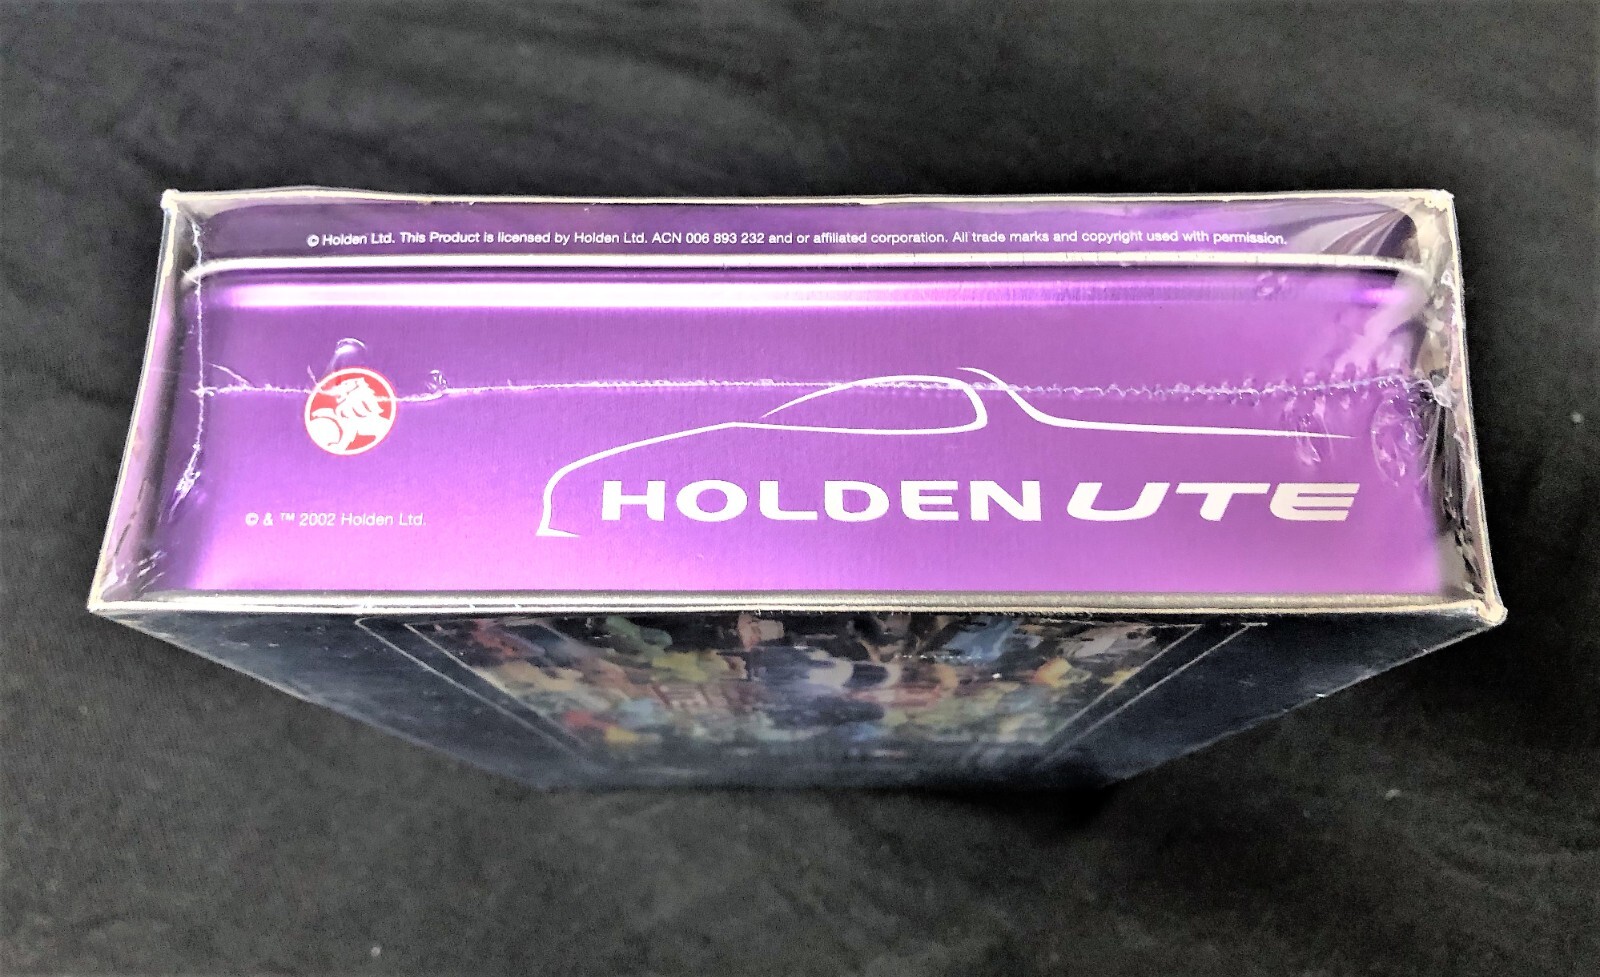 © Holden Ltd. This Product is licensed by Holden Ltd. ACN 006 893 232 and or affiliated corporation. All trade marks and copyright used with permission.
HOLDEN UTE
© & ™ 2002 Holden Ltd.